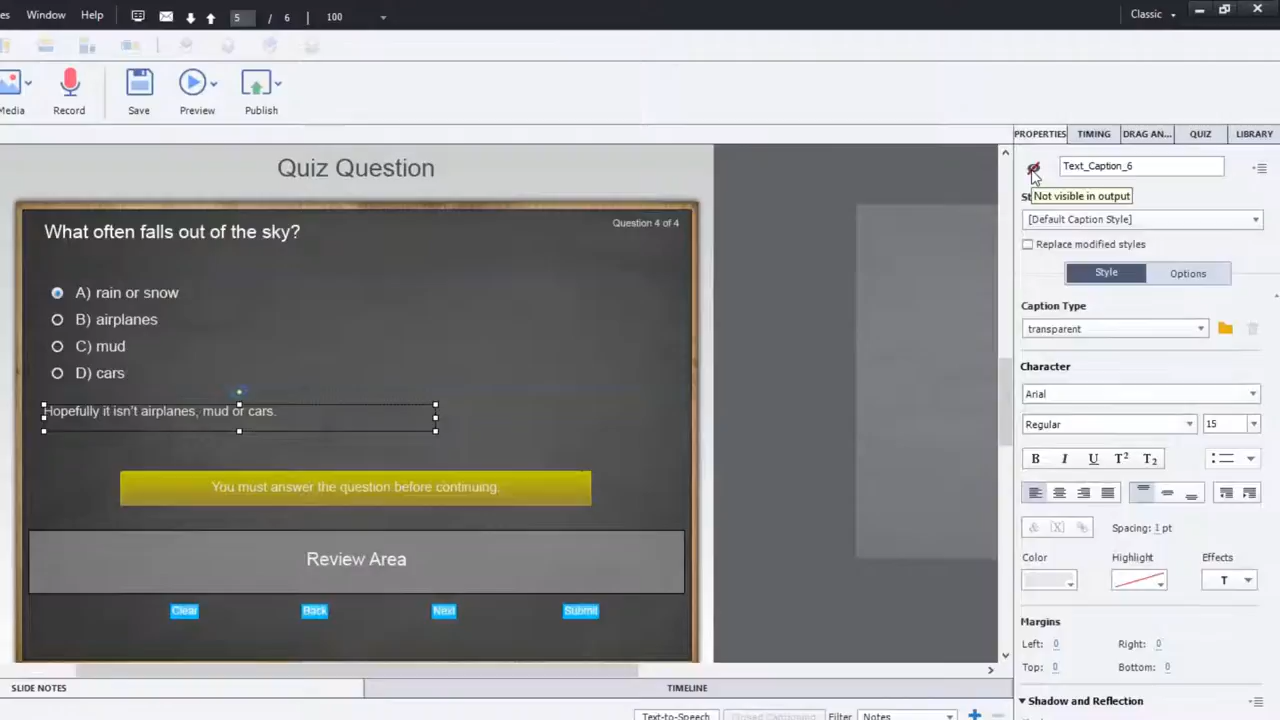 es Window Help 5 / 6 100 Classic
Media Record Save Preview Publish
PROPERTIES TIMING DRAG AN... QUIZ LIBRARY
Quiz Question
Text_Caption_6
Not visible in output
[Default Caption Style]
Replace modified styles
Style Options
What often falls out of the sky?
Question 4 of 4
A) rain or snow
B) airplanes
C) mud
D) cars
Hopefully it isn't airplanes, mud or cars.
You must answer the question before continuing.
Review Area
Clear Back Next Submit
Caption Type
transparent
Character
Arial
Regular 15
B I U T² T₂
Spacing: 1 pt
Color Highlight Effects
T
Margins
Left: 0 Right: 0
Top: 0 Bottom: 0
Shadow and Reflection
SLIDE NOTES TIMELINE
Text-to-Speech Closed Captioning Filter Notes